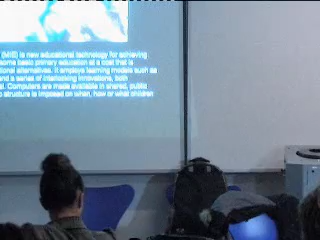 (MIE) is new educational technology for achieving
some basic primary education at a cost that is
tional alternatives. It employs learning models such as
and a series of interlocking innovations, both
al. Computers are made available in shared, public
o structure is imposed on when, how or what children